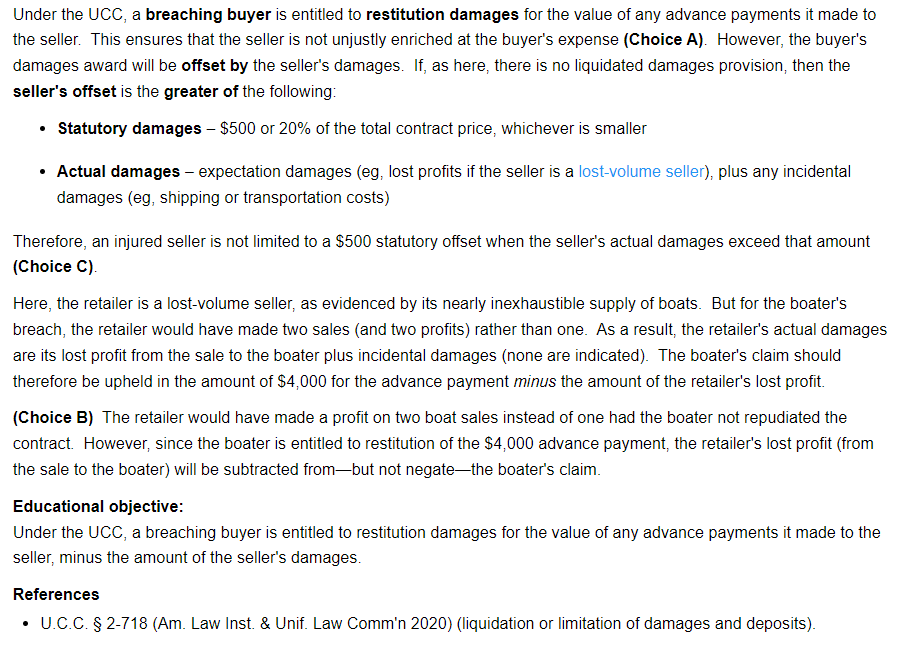 Under the UCC, a breaching buyer is entitled to restitution damages for the value of any advance payments it made to
the seller.  This ensures that the seller is not unjustly enriched at the buyer's expense (Choice A).  However, the buyer's
damages award will be offset by the seller's damages.  If, as here, there is no liquidated damages provision, then the
seller's offset is the greater of the following:
• Statutory damages – $500 or 20% of the total contract price, whichever is smaller
• Actual damages – expectation damages (eg, lost profits if the seller is a lost-volume seller), plus any incidental
damages (eg, shipping or transportation costs)
Therefore, an injured seller is not limited to a $500 statutory offset when the seller's actual damages exceed that amount
(Choice C).
Here, the retailer is a lost-volume seller, as evidenced by its nearly inexhaustible supply of boats.  But for the boater's
breach, the retailer would have made two sales (and two profits) rather than one.  As a result, the retailer's actual damages
are its lost profit from the sale to the boater plus incidental damages (none are indicated).  The boater's claim should
therefore be upheld in the amount of $4,000 for the advance payment minus the amount of the retailer's lost profit.
(Choice B)  The retailer would have made a profit on two boat sales instead of one had the boater not repudiated the
contract.  However, since the boater is entitled to restitution of the $4,000 advance payment, the retailer's lost profit (from
the sale to the boater) will be subtracted from—but not negate—the boater's claim.
Educational objective:
Under the UCC, a breaching buyer is entitled to restitution damages for the value of any advance payments it made to the
seller, minus the amount of the seller's damages.
References
• U.C.C. § 2-718 (Am. Law Inst. & Unif. Law Comm'n 2020) (liquidation or limitation of damages and deposits).